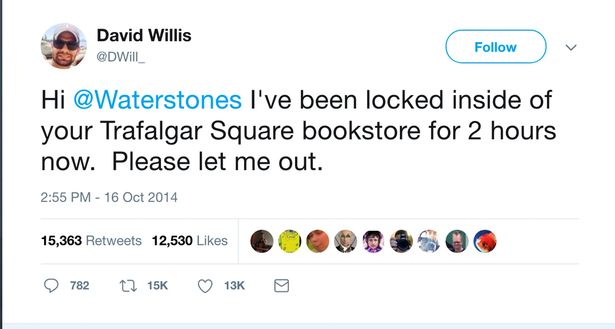 David Willis
@DWill_
Follow
Hi @Waterstones I've been locked inside of
your Trafalgar Square bookstore for 2 hours
now.  Please let me out.
2:55 PM - 16 Oct 2014
15,363 Retweets 12,530 Likes
782 15K 13K